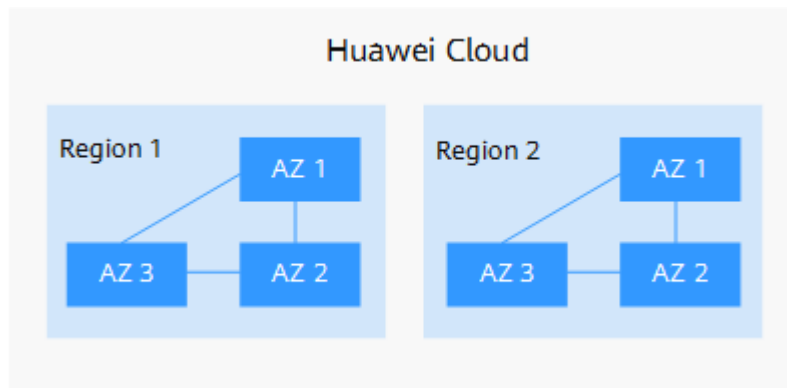 Huawei Cloud
Region 1
AZ 1
AZ 3
AZ 2
Region 2
AZ 1
AZ 3
AZ 2